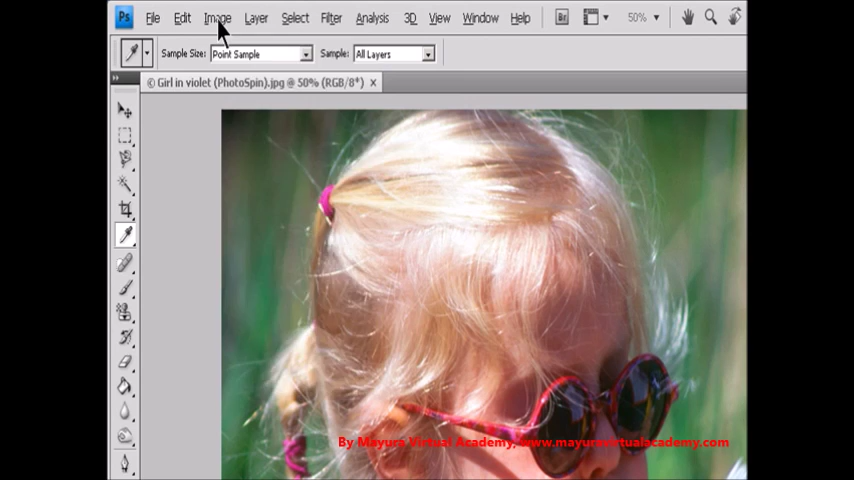 Ps File Edit Image Layer Select Filter Analysis 3D View Window Help Br 50%
Sample Size: Point Sample Sample: All Layers
© Girl in violet (PhotoSpin).jpg @ 50% (RGB/8*) ×
By Mayura Virtual Academy, www.mayuravirtualacademy.com